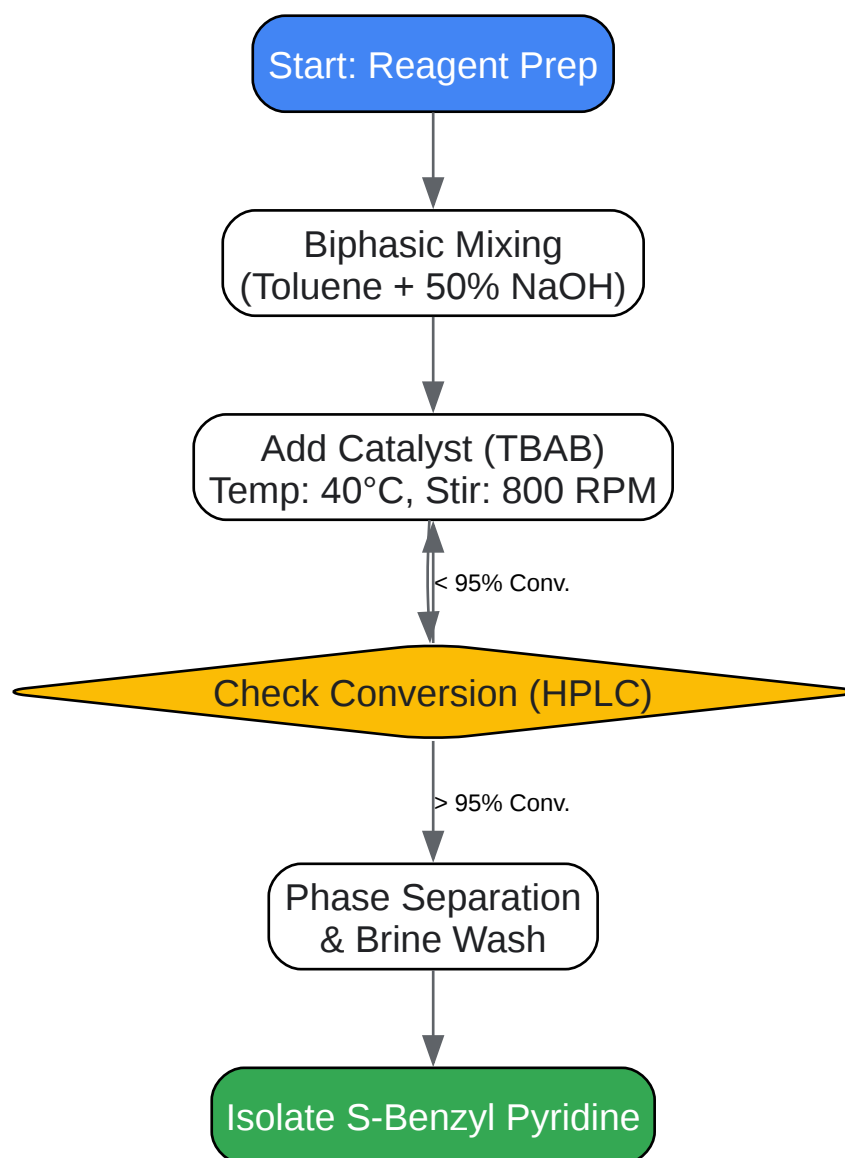 Start: Reagent Prep
Biphasic Mixing
(Toluene + 50% NaOH)
Add Catalyst (TBAB)
Temp: 40°C, Stir: 800 RPM
< 95% Conv.
Check Conversion (HPLC)
> 95% Conv.
Phase Separation
& Brine Wash
Isolate S-Benzyl Pyridine